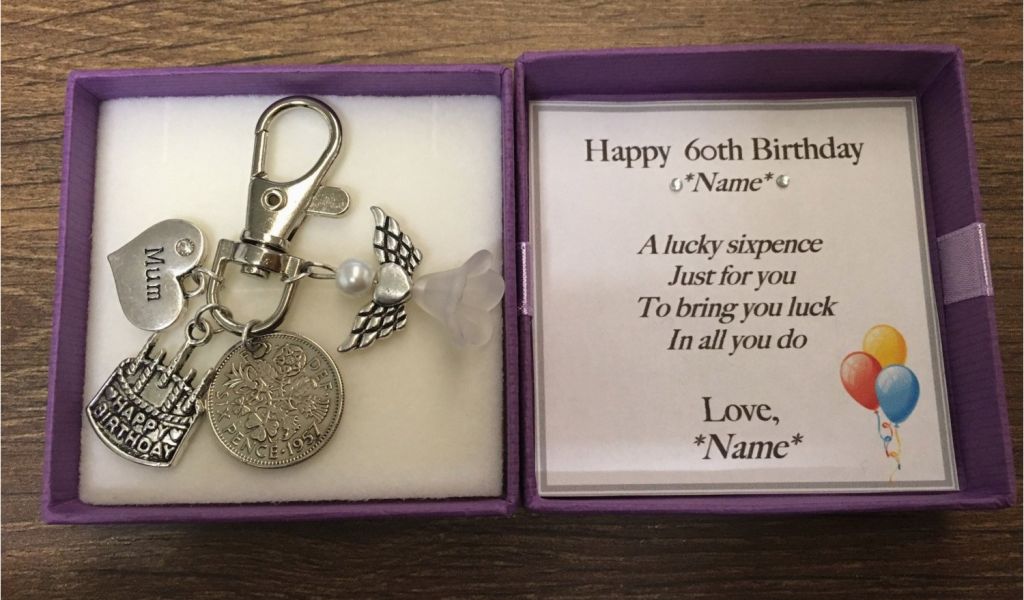 Mum
HAPPY
BIRTHDAY
PENCE·1957
Happy 60th Birthday
*Name*
A lucky sixpence
Just for you
To bring you luck
In all you do
Love,
*Name*